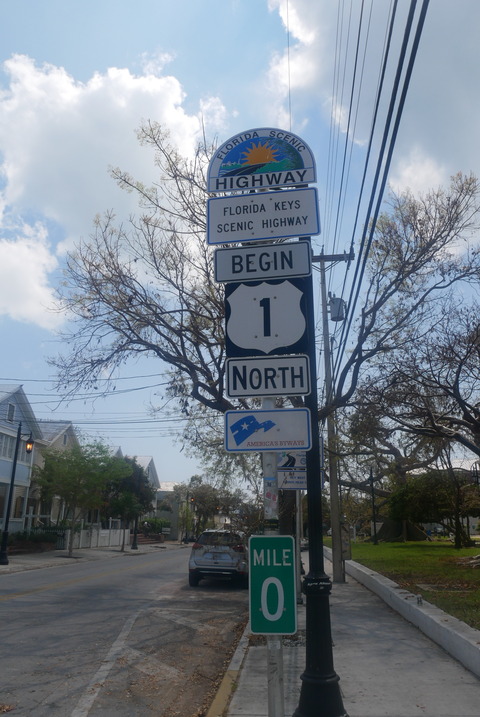 FLORIDA SCENIC
HIGHWAY
FLORIDA KEYS
SCENIC HIGHWAY
BEGIN
1
NORTH
AMERICA'S BYWAYS
MILE
0